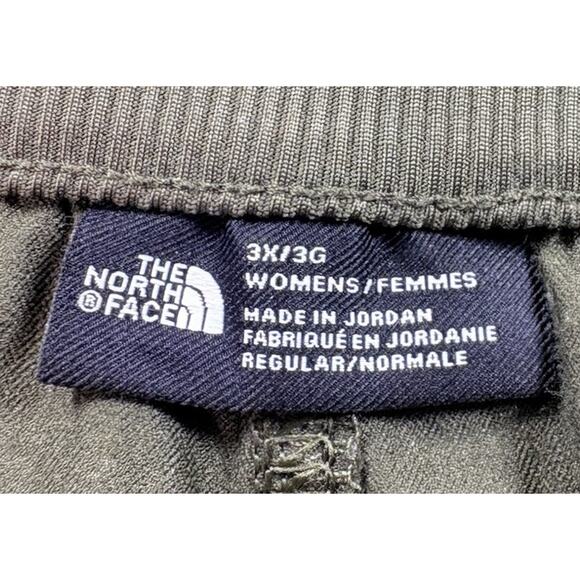 THE
NORTH
®FACE
3X/3G
WOMENS/FEMMES
MADE IN JORDAN
FABRIQUÉ EN JORDANIE
REGULAR/NORMALE